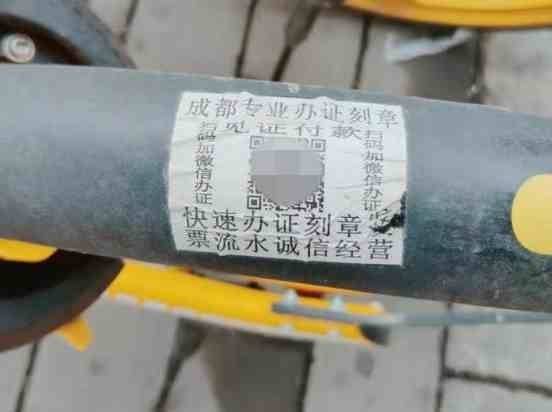 成都专业办证刻章
见证付款
扫码加微信办证
扫码加微信办证
快速办证刻章
票流水诚信经营